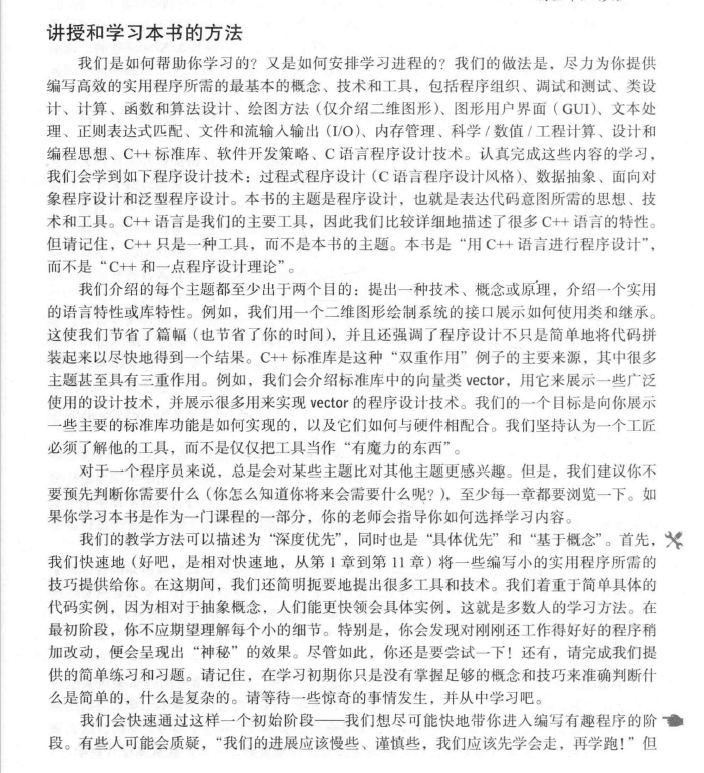 讲授和学习本书的方法
我们是如何帮助你学习的？又是如何安排学习进程的？我们的做法是，尽力为你提供
编写高效的实用程序所需的最基本的概念、技术和工具，包括程序组织、调试和测试、类设
计、计算、函数和算法设计、绘图方法（仅介绍二维图形）、图形用户界面（GUI）、文本处
理、正则表达式匹配、文件和流输入输出（I/O）、内存管理、科学/数值/工程计算、设计和
编程思想、C++ 标准库、软件开发策略、C 语言程序设计技术。认真完成这些内容的学习，
我们会学到如下程序设计技术：过程式程序设计（C 语言程序设计风格）、数据抽象、面向对
象程序设计和泛型程序设计。本书的主题是程序设计，也就是表达代码意图所需的思想、技
术和工具。C++ 语言是我们的主要工具，因此我们比较详细地描述了很多 C++ 语言的特性。
但请记住，C++ 只是一种工具，而不是本书的主题。本书是“用 C++ 语言进行程序设计”，
而不是“C++ 和一点程序设计理论”。
我们介绍的每个主题都至少出于两个目的：提出一种技术、概念或原理，介绍一个实用
的语言特性或库特性。例如，我们用一个二维图形绘制系统的接口展示如何使用类和继承。
这使我们节省了篇幅（也节省了你的时间），并且还强调了程序设计不只是简单地将代码拼
装起来以尽快地得到一个结果。C++ 标准库是这种“双重作用”例子的主要来源，其中很多
主题甚至具有三重作用。例如，我们会介绍标准库中的向量类 vector，用它来展示一些广泛
使用的设计技术，并展示很多用来实现 vector 的程序设计技术。我们的一个目标是向你展示
一些主要的标准库功能是如何实现的，以及它们如何与硬件相配合。我们坚持认为一个工匠
必须了解他的工具，而不是仅仅把工具当作“有魔力的东西”。
对于一个程序员来说，总是会对某些主题比对其他主题更感兴趣。但是，我们建议你不
要预先判断你需要什么（你怎么知道你将来会需要什么呢？），至少每一章都要浏览一下。如
果你学习本书是作为一门课程的一部分，你的老师会指导你如何选择学习内容。
我们的教学方法可以描述为“深度优先”，同时也是“具体优先”和“基于概念”。首先，
我们快速地（好吧，是相对快速地，从第 1 章到第 11 章）将一些编写小的实用程序所需的
技巧提供给你。在这期间，我们还简明扼要地提出很多工具和技术。我们着重于简单具体的
代码实例，因为相对于抽象概念，人们能更快领会具体实例，这就是多数人的学习方法。在
最初阶段，你不应期望理解每个小的细节。特别是，你会发现对刚刚还工作得好好的程序稍
加改动，便会呈现出“神秘”的效果。尽管如此，你还是要尝试一下！还有，请完成我们提
供的简单练习和习题。请记住，在学习初期你只是没有掌握足够的概念和技巧来准确判断什
么是简单的，什么是复杂的。请等待一些惊奇的事情发生，并从中学习吧。
我们会快速通过这样一个初始阶段——我们想尽可能快地带你进入编写有趣程序的阶
段。有些人可能会质疑，“我们的进展应该慢些、谨慎些，我们应该先学会走，再学跑！”但